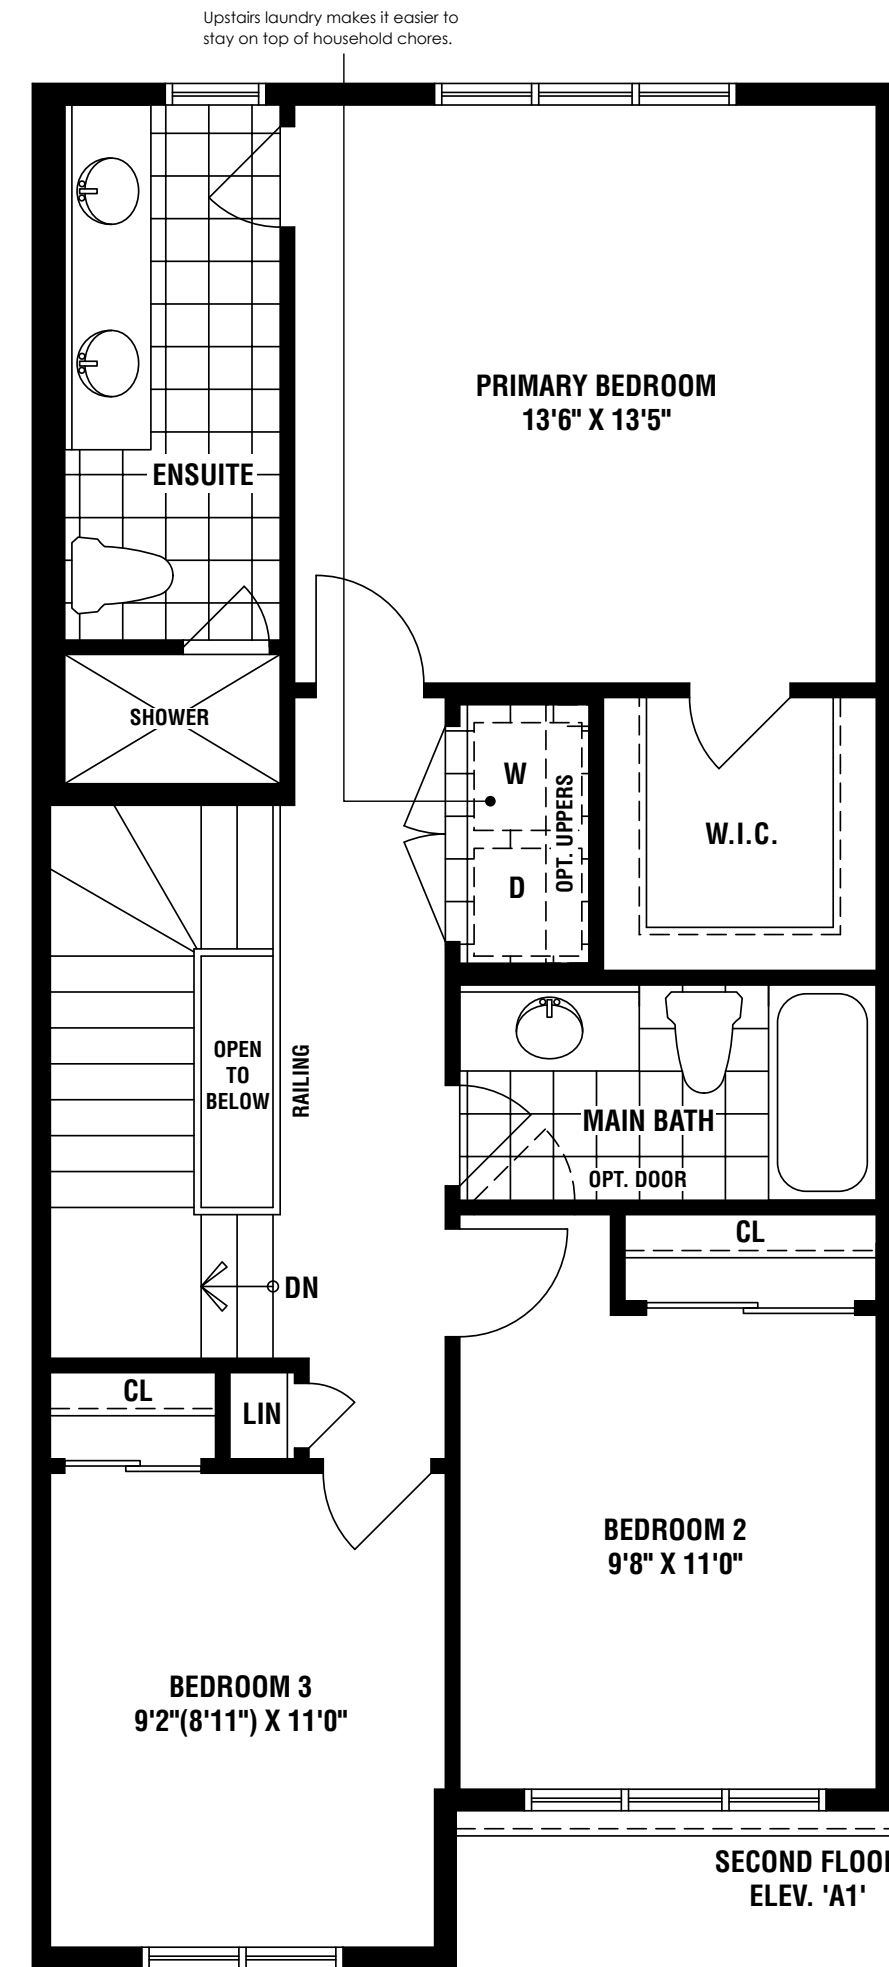 Upstairs laundry makes it easier to
stay on top of household chores.
PRIMARY BEDROOM
13'6" X 13'5"
ENSUITE
SHOWER
W
OPT. UPPERS
D
W.I.C.
OPEN
TO
BELOW
RAILING
MAIN BATH
OPT. DOOR
CL
DN
CL
LIN
BEDROOM 2
9'8" X 11'0"
BEDROOM 3
9'2"(8'11") X 11'0"
SECOND FLOOR
ELEV. 'A1'